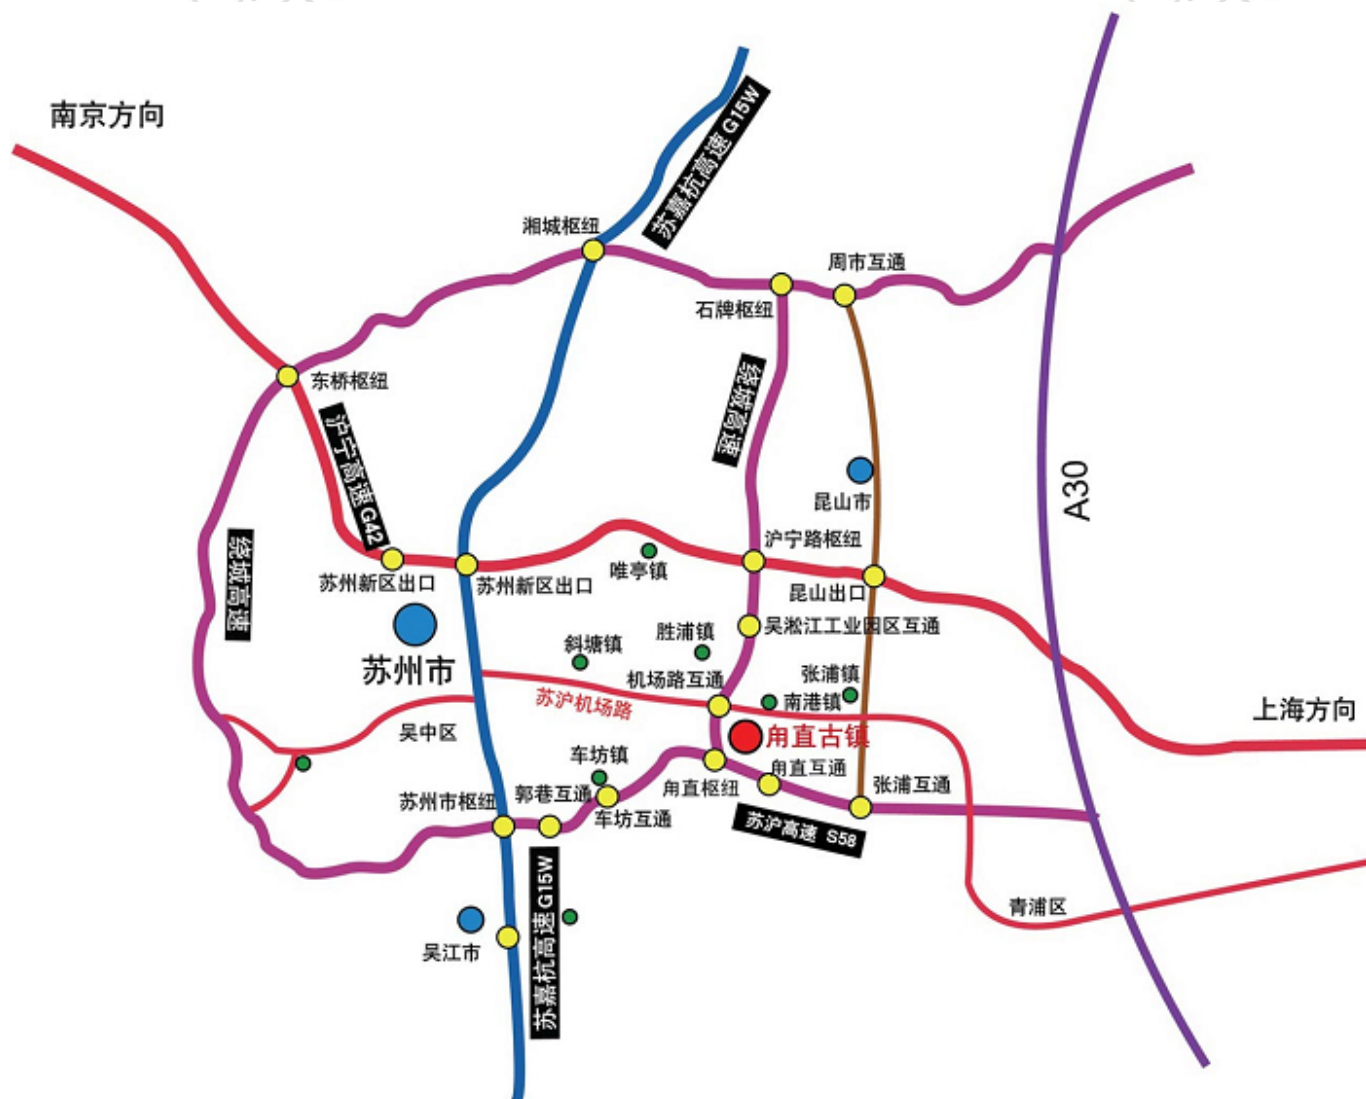 南京方向
苏嘉杭高速 G15W
湘城枢纽
周市互通
石牌枢纽
东桥枢纽
绕城高速
沪宁高速 G42
昆山市
A30
绕城高速
沪宁路枢纽
苏州新区出口
苏州新区出口
唯亭镇
昆山出口
吴淞江工业园区互通
苏州市
斜塘镇
胜浦镇
机场路互通
张浦镇
南港镇
苏沪机场路
上海方向
吴中区
甪直古镇
车坊镇
甪直互通
甪直枢纽
张浦互通
苏州市枢纽
郭巷互通
车坊互通
苏沪高速 S58
苏嘉杭高速 G15W
青浦区
吴江市